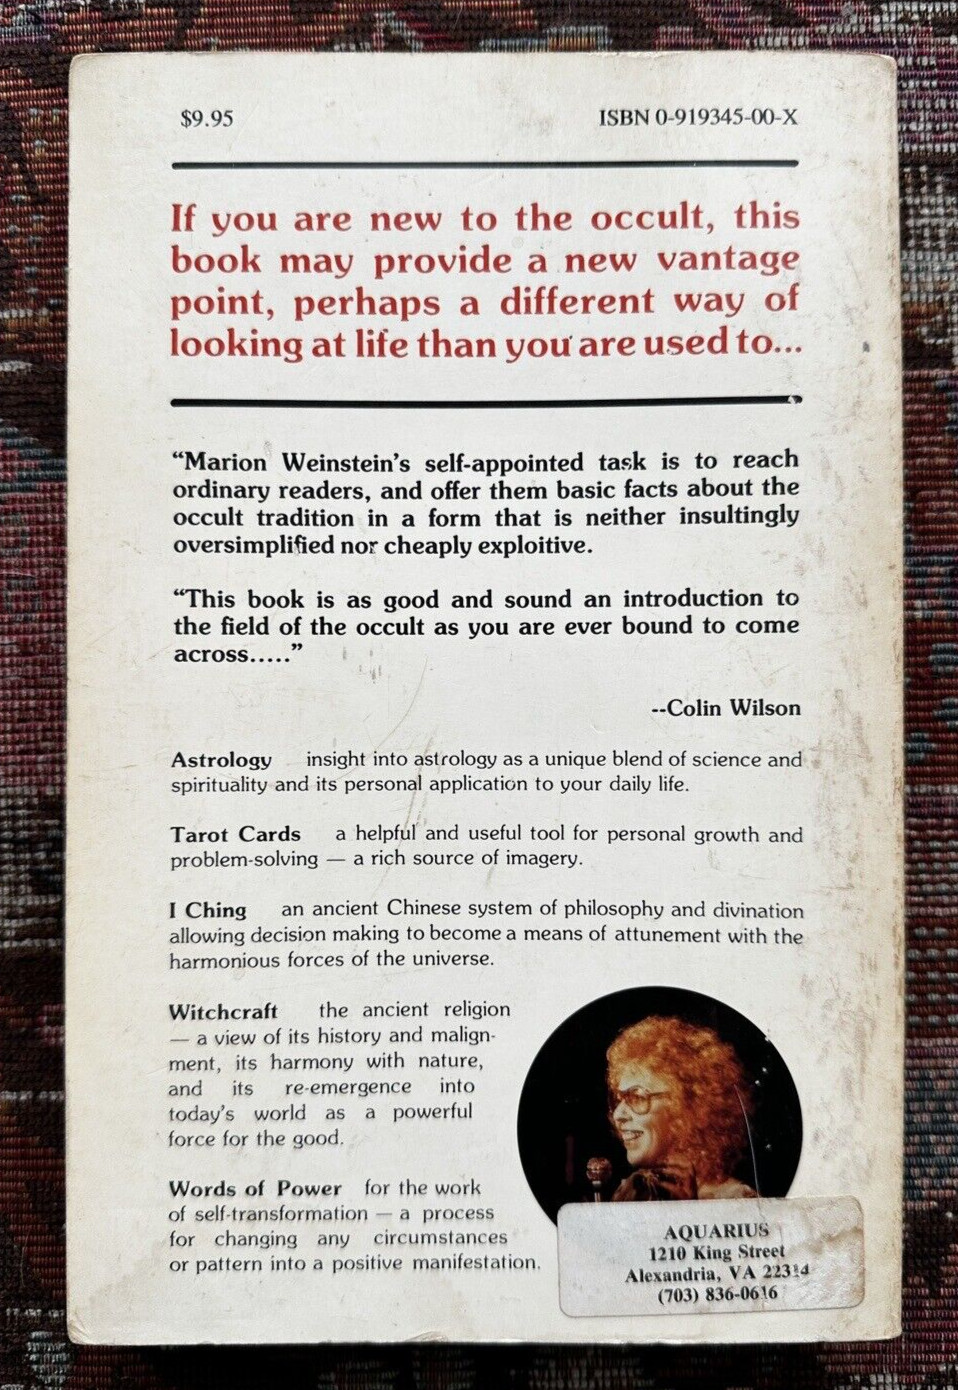 $9.95 ISBN 0-919345-00-X
If you are new to the occult, this
book may provide a new vantage
point, perhaps a different way of
looking at life than you are used to...
“Marion Weinstein’s self-appointed task is to reach
ordinary readers, and offer them basic facts about the
occult tradition in a form that is neither insultingly
oversimplified nor cheaply exploitive.
“This book is as good and sound an introduction to
the field of the occult as you are ever bound to come
across.....”
--Colin Wilson
Astrology insight into astrology as a unique blend of science and
spirituality and its personal application to your daily life.
Tarot Cards a helpful and useful tool for personal growth and
problem-solving — a rich source of imagery.
I Ching an ancient Chinese system of philosophy and divination
allowing decision making to become a means of attunement with the
harmonious forces of the universe.
Witchcraft the ancient religion
— a view of its history and malign-
ment, its harmony with nature,
and its re-emergence into
today’s world as a powerful
force for the good.
Words of Power for the work
of self-transformation — a process
for changing any circumstances
or pattern into a positive manifestation.
AQUARIUS
1210 King Street
Alexandria, VA 22314
(703) 836-0616